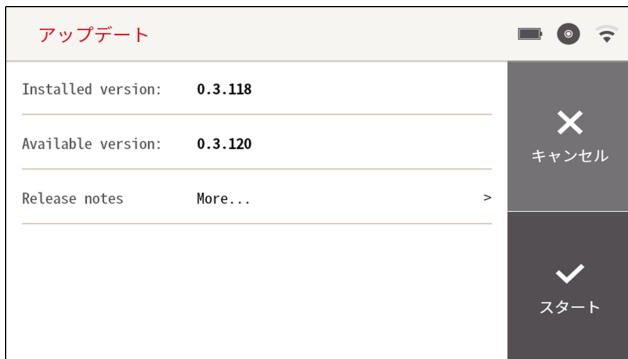 アップデート
Installed version: 0.3.118
Available version: 0.3.120
Release notes More... >
キャンセル
スタート